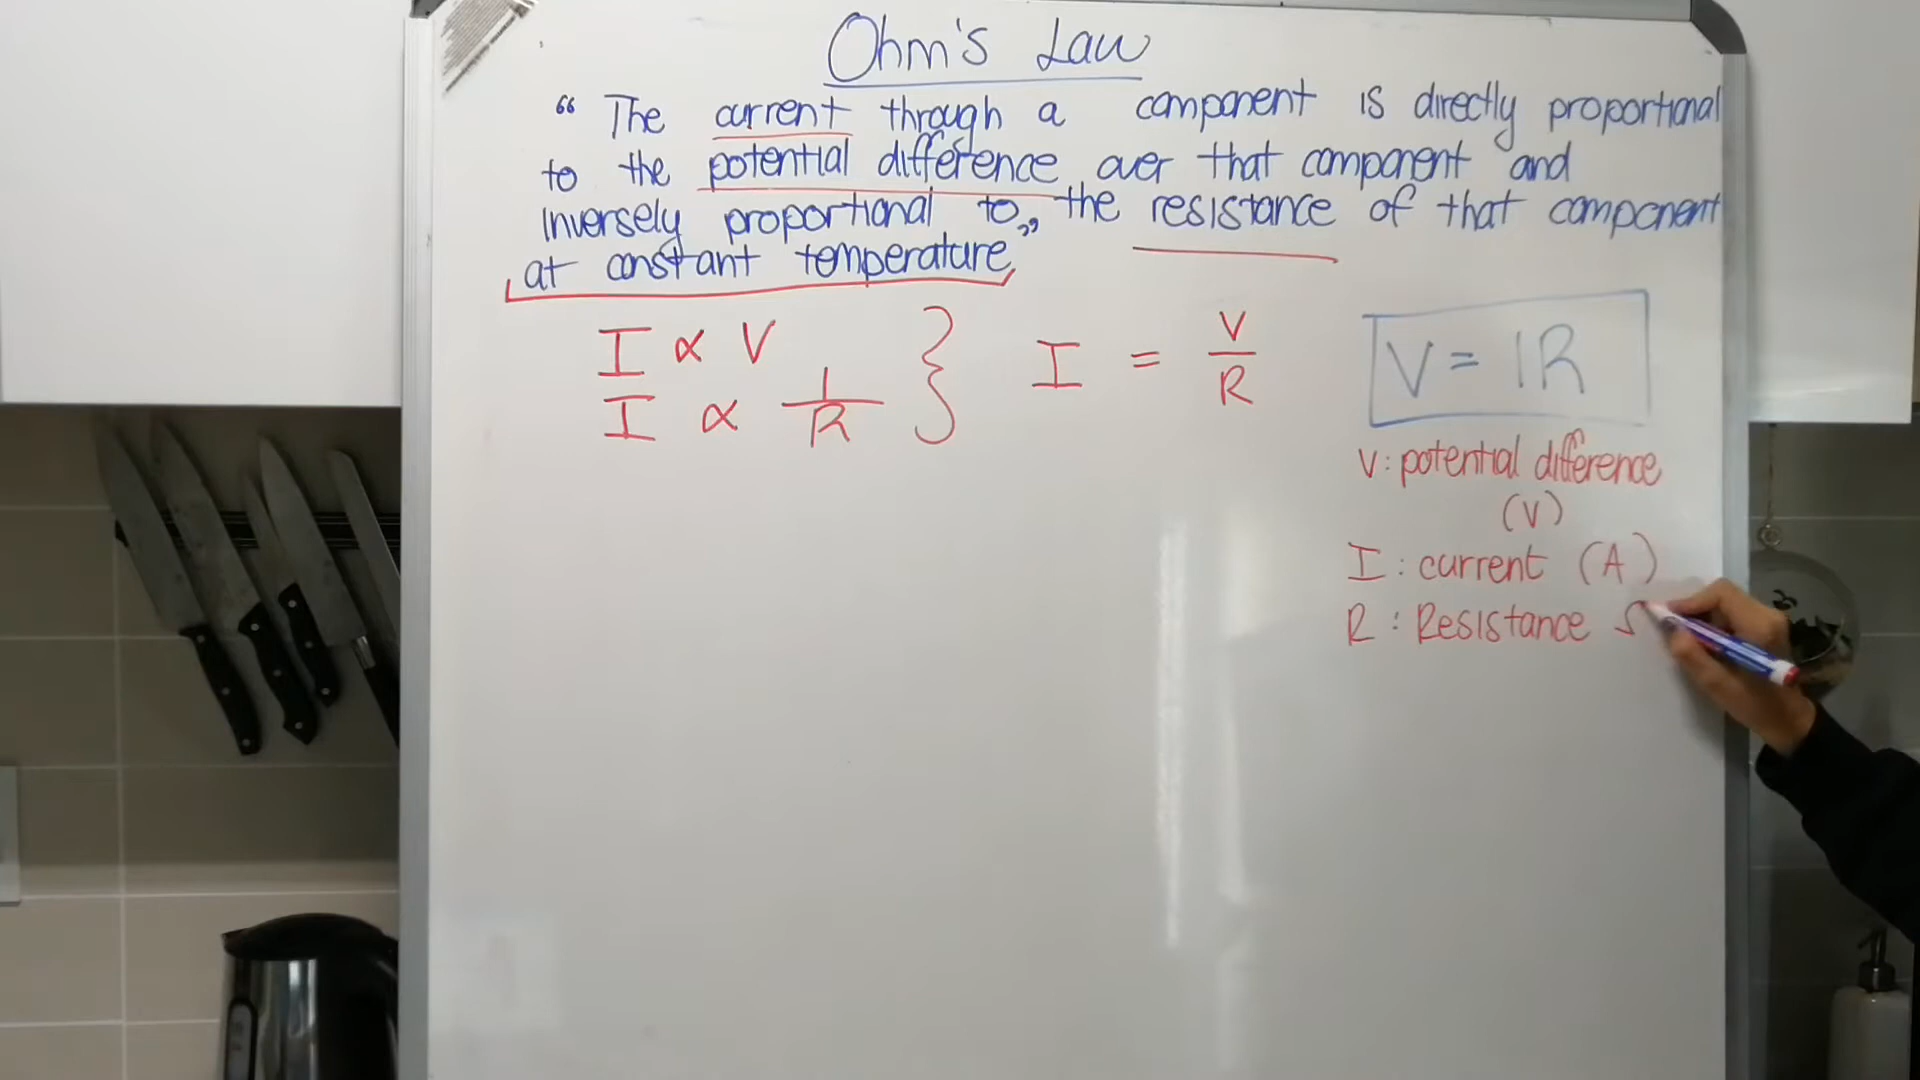 Ohm's Law
“ The current through a component is directly proportional
to the potential difference over that component and
inversely proportional to the resistance of that component
at constant temperature”
I ∝ V
I ∝ 1/R
} I = V/R
V = IR
V : potential difference
(V)
I : current (A)
R : Resistance